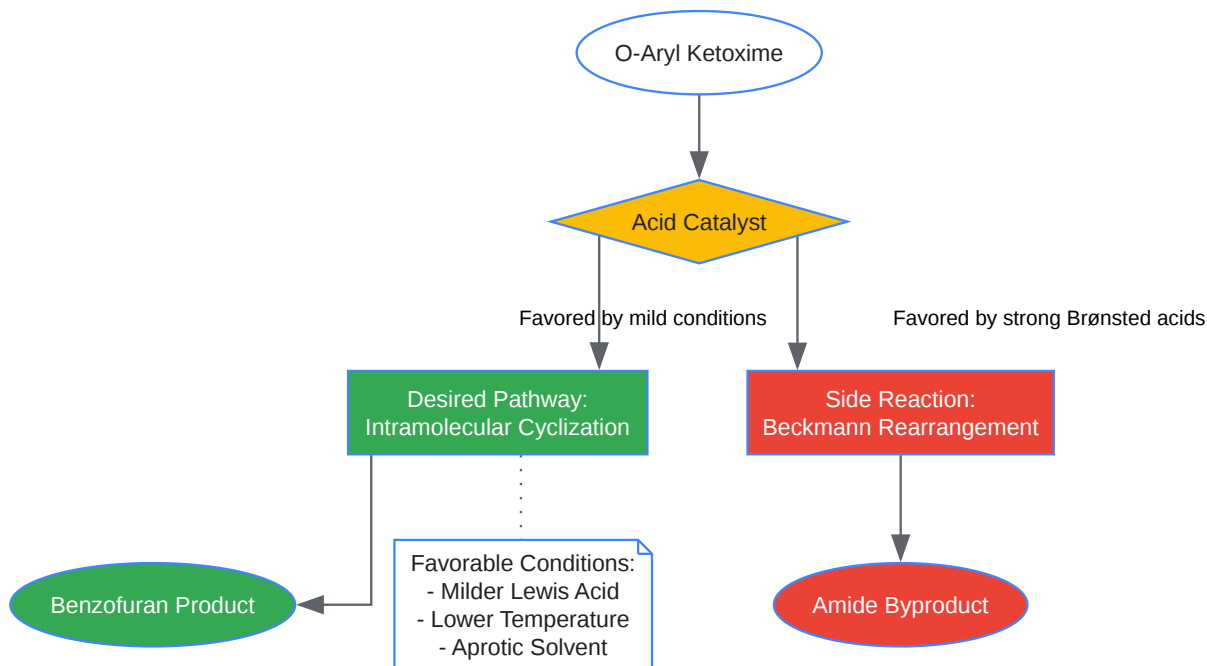 O-Aryl Ketoxime
Acid Catalyst
Favored by mild conditions
Favored by strong Brønsted acids
Desired Pathway:
Intramolecular Cyclization
Side Reaction:
Beckmann Rearrangement
Benzofuran Product
Favorable Conditions:
- Milder Lewis Acid
- Lower Temperature
- Aprotic Solvent
Amide Byproduct